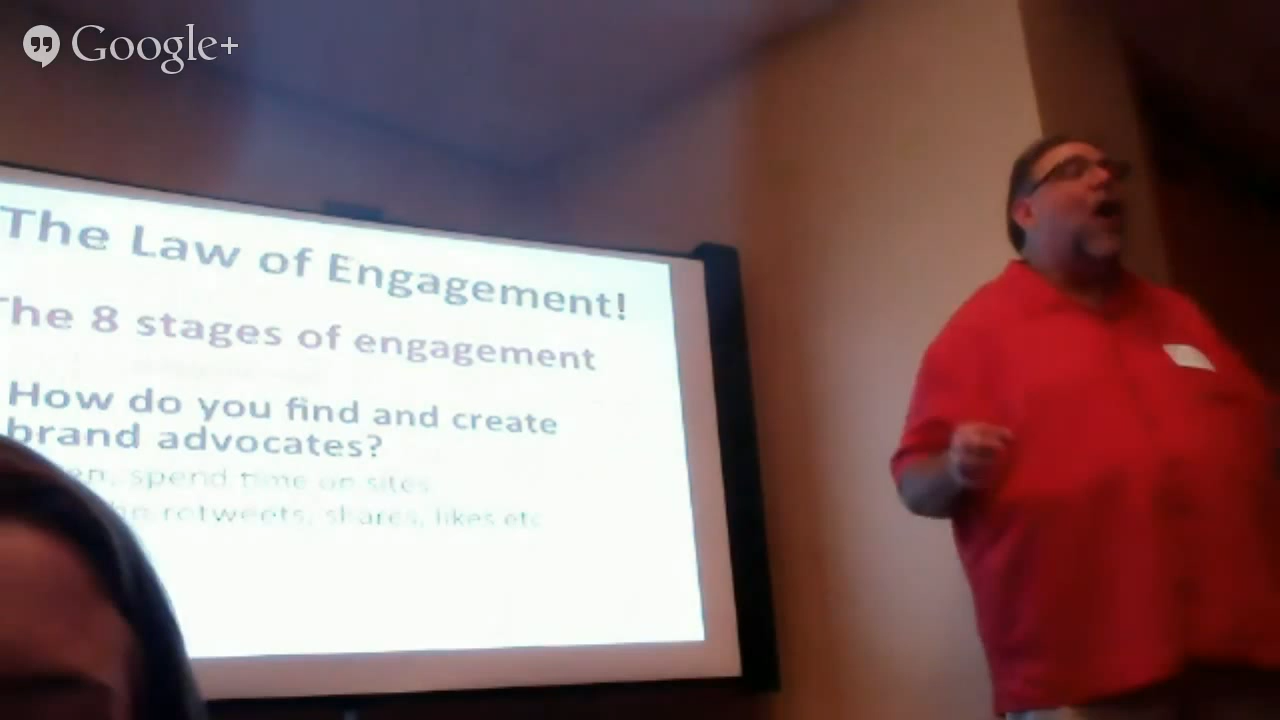 Google+
The Law of Engagement!
The 8 stages of engagement
How do you find and create
brand advocates?
spend time on sites
retweets, shares, likes etc